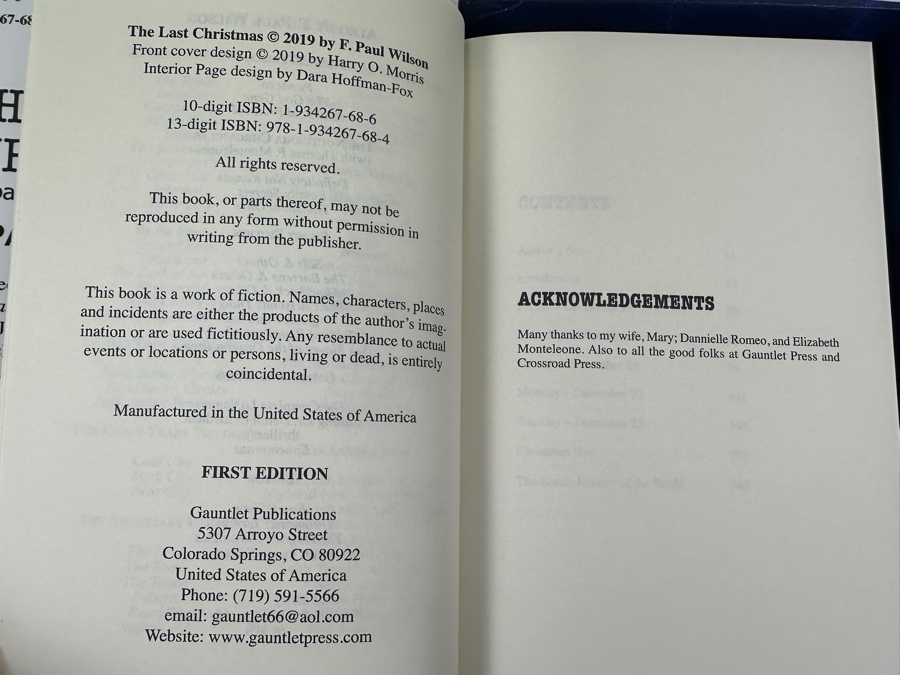 67-68
The Last Christmas © 2019 by F. Paul Wilson
Front cover design © 2019 by Harry O. Morris
Interior Page design by Dara Hoffman-Fox
10-digit ISBN: 1-934267-68-6
13-digit ISBN: 978-1-934267-68-4
All rights reserved.
This book, or parts thereof, may not be
reproduced in any form without permission in
writing from the publisher.
This book is a work of fiction. Names, characters, places
and incidents are either the products of the author's imag-
ination or are used fictitiously. Any resemblance to actual
events or locations or persons, living or dead, is entirely
coincidental.
Manufactured in the United States of America
FIRST EDITION
Gauntlet Publications
5307 Arroyo Street
Colorado Springs, CO 80922
United States of America
Phone: (719) 591-5566
email: gauntlet66@aol.com
Website: www.gauntletpress.com
CONTENTS
ACKNOWLEDGEMENTS
Many thanks to my wife, Mary; Dannielle Romeo, and Elizabeth
Monteleone. Also to all the good folks at Gauntlet Press and
Crossroad Press.